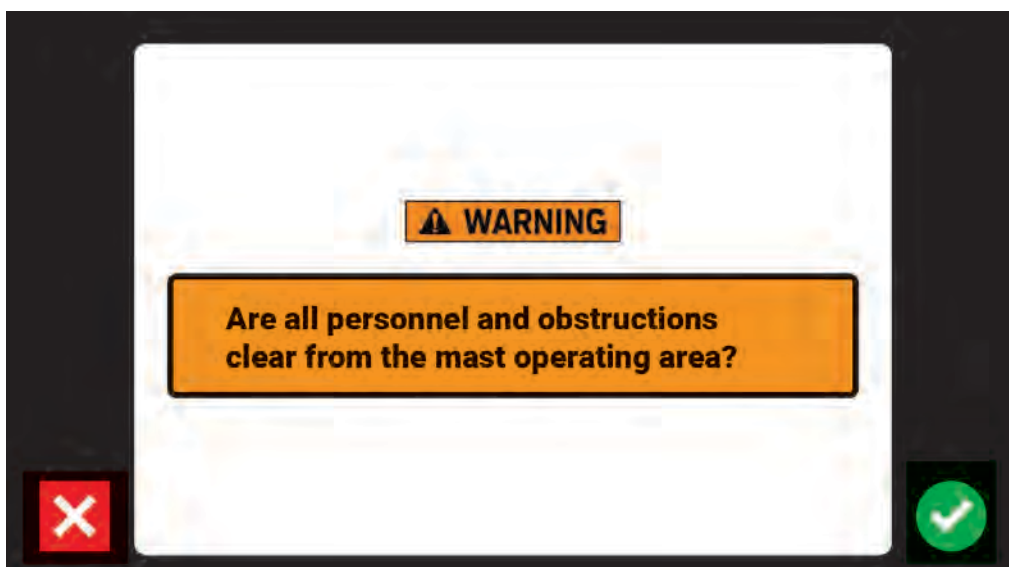 WARNING
Are all personnel and obstructions
clear from the mast operating area?